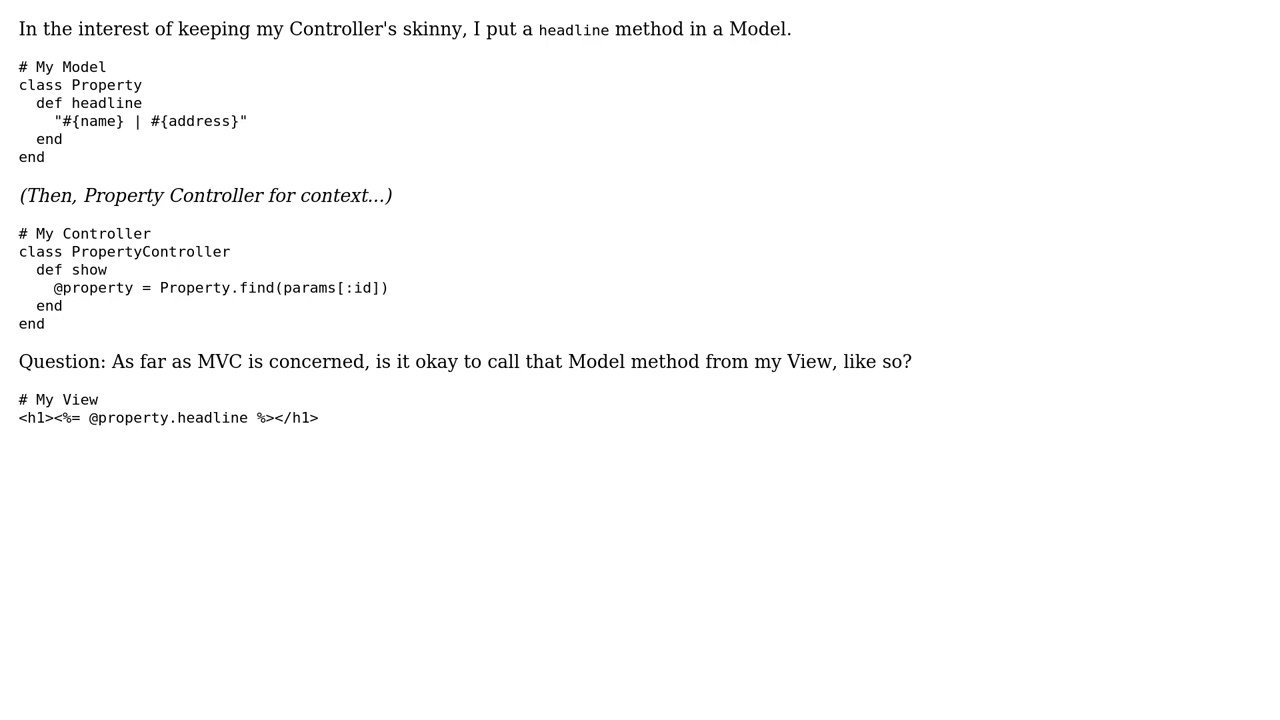 In the interest of keeping my Controller's skinny, I put a headline method in a Model.
# My Model
class Property
  def headline
    "#{name} | #{address}"
  end
end
(Then, Property Controller for context...)
# My Controller
class PropertyController
  def show
    @property = Property.find(params[:id])
  end
end
Question: As far as MVC is concerned, is it okay to call that Model method from my View, like so?
# My View
<h1><%= @property.headline %></h1>